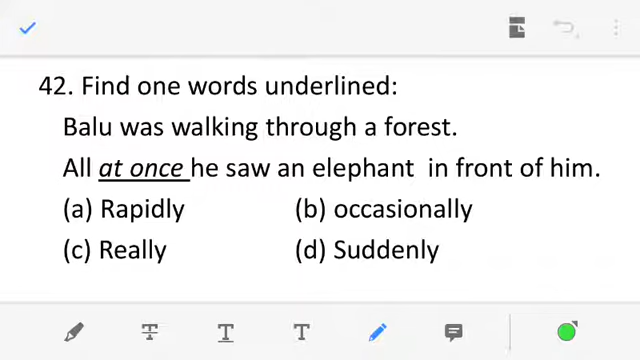 42. Find one words underlined:
Balu was walking through a forest.
All at once he saw an elephant in front of him.
(a) Rapidly (b) occasionally
(c) Really (d) Suddenly